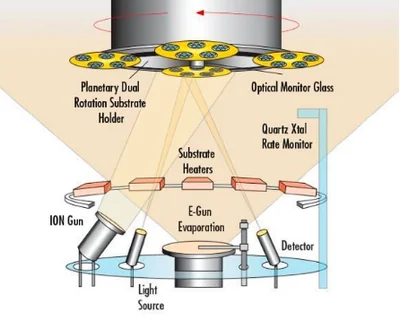 Planetary Dual
Rotation Substrate
Holder
Optical Monitor Glass
Quartz Xtal
Rate Monitor
Substrate
Heaters
ION Gun
E-Gun
Evaporation
Detector
Light
Source